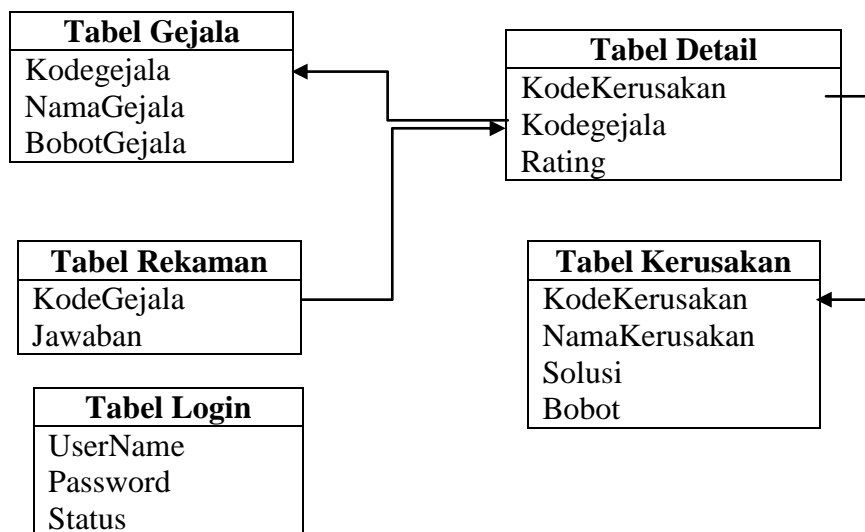 Tabel Gejala
Kodegejala
NamaGejala
BobotGejala
Tabel Detail
KodeKerusakan
Kodegejala
Rating
Tabel Rekaman
KodeGejala
Jawaban
Tabel Kerusakan
KodeKerusakan
NamaKerusakan
Solusi
Bobot
Tabel Login
UserName
Password
Status